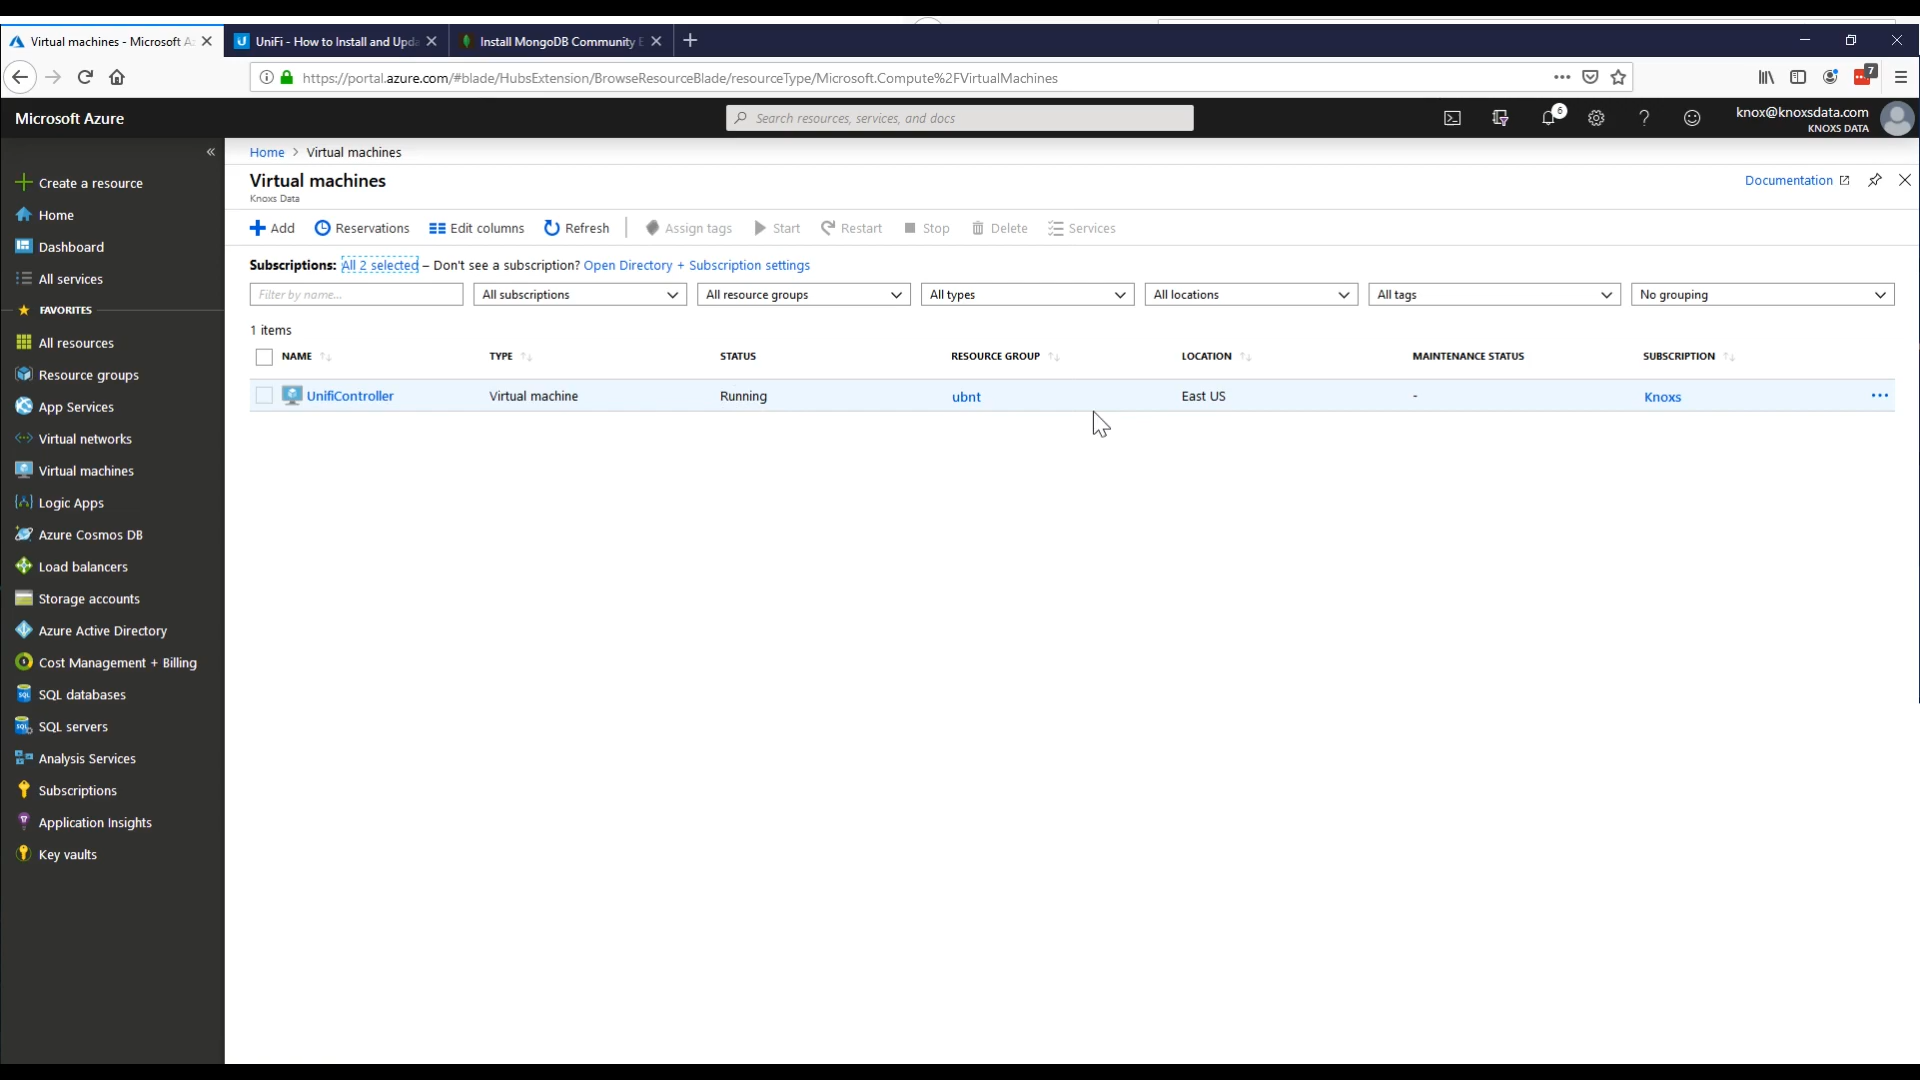 Virtual machines - Microsoft A
UniFi - How to Install and Upda
Install MongoDB Community E
https://portal.azure.com/#blade/HubsExtension/BrowseResourceBlade/resourceType/Microsoft.Compute%2FVirtualMachines
7
Microsoft Azure
Search resources, services, and docs
6
knox@knoxsdata.com
KNOXS DATA
Home > Virtual machines
Virtual machines
Knoxs Data
Documentation
Add
Reservations
Edit columns
Refresh
Assign tags
Start
Restart
Stop
Delete
Services
Subscriptions: All 2 selected – Don't see a subscription? Open Directory + Subscription settings
Filter by name...
All subscriptions
All resource groups
All types
All locations
All tags
No grouping
1 items
NAME TYPE STATUS RESOURCE GROUP LOCATION MAINTENANCE STATUS SUBSCRIPTION
UnifiController Virtual machine Running ubnt East US - Knoxs
Create a resource
Home
Dashboard
All services
FAVORITES
All resources
Resource groups
App Services
Virtual networks
Virtual machines
Logic Apps
Azure Cosmos DB
Load balancers
Storage accounts
Azure Active Directory
Cost Management + Billing
SQL databases
SQL servers
Analysis Services
Subscriptions
Application Insights
Key vaults